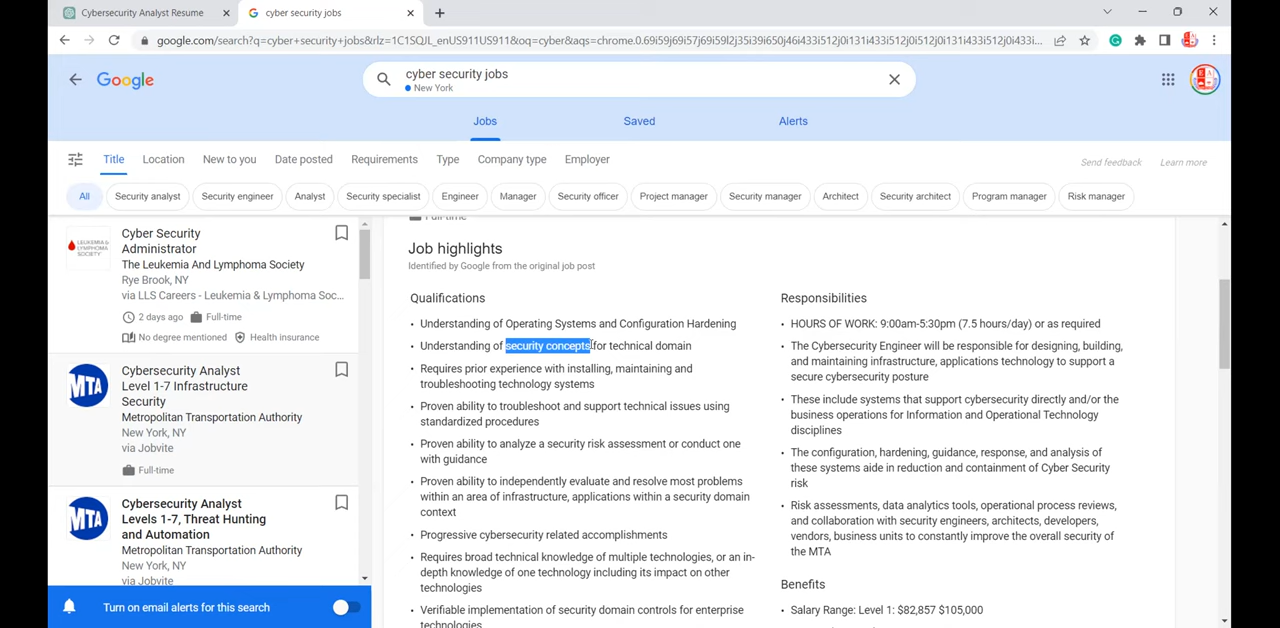 Cybersecurity Analyst Resume
cyber security jobs
google.com/search?q=cyber+security+jobs&rlz=1C1SQJL_enUS911US911&oq=cyber&aqs=chrome.0.69i59j69i57j69i59l2j35i39i650j46i433i512j0i131i433i512j0i512j0i131i433i512j0i433i...
Google
cyber security jobs
New York
Jobs
Saved
Alerts
Title
Location
New to you
Date posted
Requirements
Type
Company type
Employer
Send feedback
Learn more
All
Security analyst
Security engineer
Analyst
Security specialist
Engineer
Manager
Security officer
Project manager
Security manager
Architect
Security architect
Program manager
Risk manager
LEUKEMIA &
LYMPHOMA
SOCIETY
Cyber Security
Administrator
The Leukemia And Lymphoma Society
Rye Brook, NY
via LLS Careers - Leukemia & Lymphoma Soc...
2 days ago
Full-time
No degree mentioned
Health insurance
MTA
Cybersecurity Analyst
Level 1-7 Infrastructure
Security
Metropolitan Transportation Authority
New York, NY
via Jobvite
Full-time
MTA
Cybersecurity Analyst
Levels 1-7, Threat Hunting
and Automation
Metropolitan Transportation Authority
New York, NY
via Jobvite
Turn on email alerts for this search
Full-time
Job highlights
Identified by Google from the original job post
Qualifications
• Understanding of Operating Systems and Configuration Hardening
• Understanding of security concepts for technical domain
• Requires prior experience with installing, maintaining and
troubleshooting technology systems
• Proven ability to troubleshoot and support technical issues using
standardized procedures
• Proven ability to analyze a security risk assessment or conduct one
with guidance
• Proven ability to independently evaluate and resolve most problems
within an area of infrastructure, applications within a security domain
context
• Progressive cybersecurity related accomplishments
• Requires broad technical knowledge of multiple technologies, or an in-
depth knowledge of one technology including its impact on other
technologies
• Verifiable implementation of security domain controls for enterprise
technologies.
Responsibilities
• HOURS OF WORK: 9:00am-5:30pm (7.5 hours/day) or as required
• The Cybersecurity Engineer will be responsible for designing, building,
and maintaining infrastructure, applications technology to support a
secure cybersecurity posture
• These include systems that support cybersecurity directly and/or the
business operations for Information and Operational Technology
disciplines
• The configuration, hardening, guidance, response, and analysis of
these systems aide in reduction and containment of Cyber Security
risk
• Risk assessments, data analytics tools, operational process reviews,
and collaboration with security engineers, architects, developers,
vendors, business units to constantly improve the overall security of
the MTA
Benefits
• Salary Range: Level 1: $82,857 $105,000